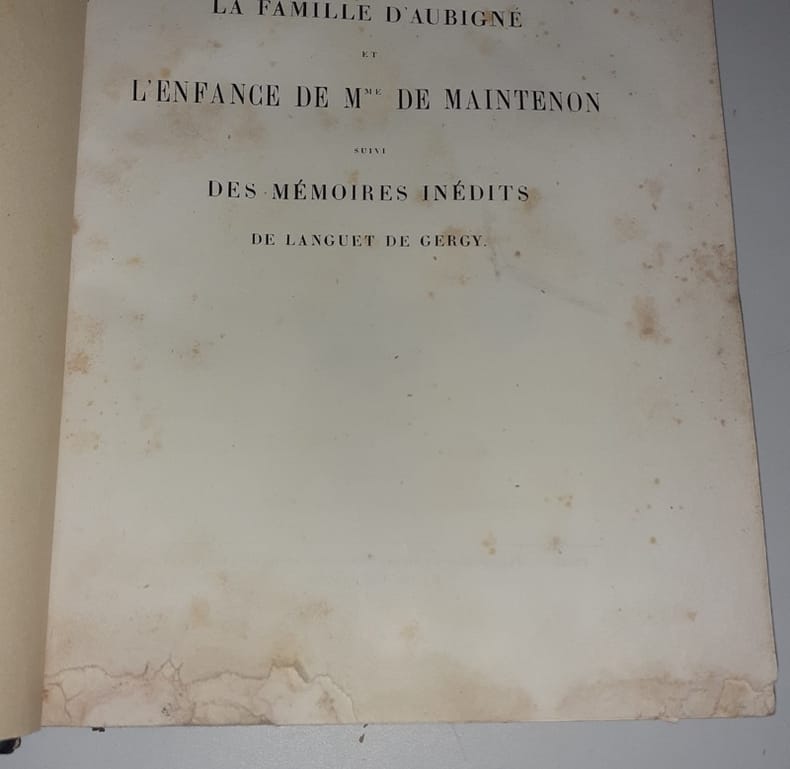 LA FAMILLE D'AUBIGNÉ
ET
L'ENFANCE DE MME DE MAINTENON
SUIVI
DES MÉMOIRES INÉDITS
DE LANGUET DE GERGY.